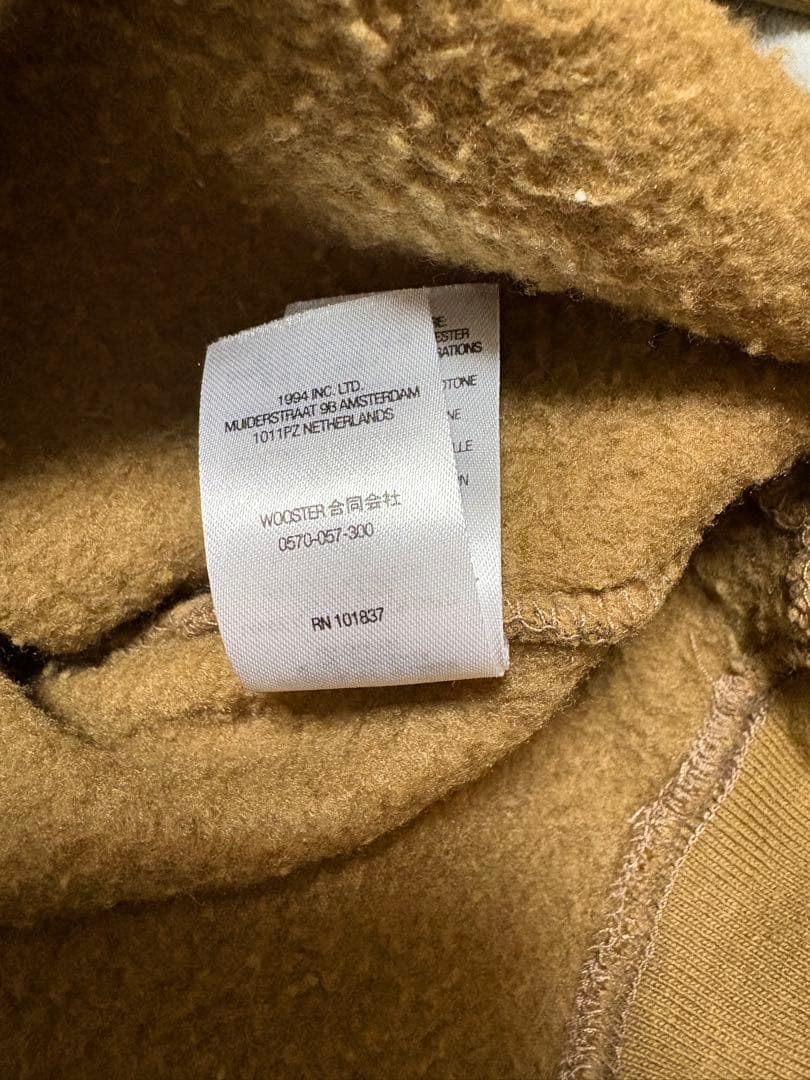 1994 INC. LTD.
MUIDERSTRAAT 9B AMSTERDAM
1011PZ NETHERLANDS
WOOSTER合同会社
0570-057-300
RN 101837